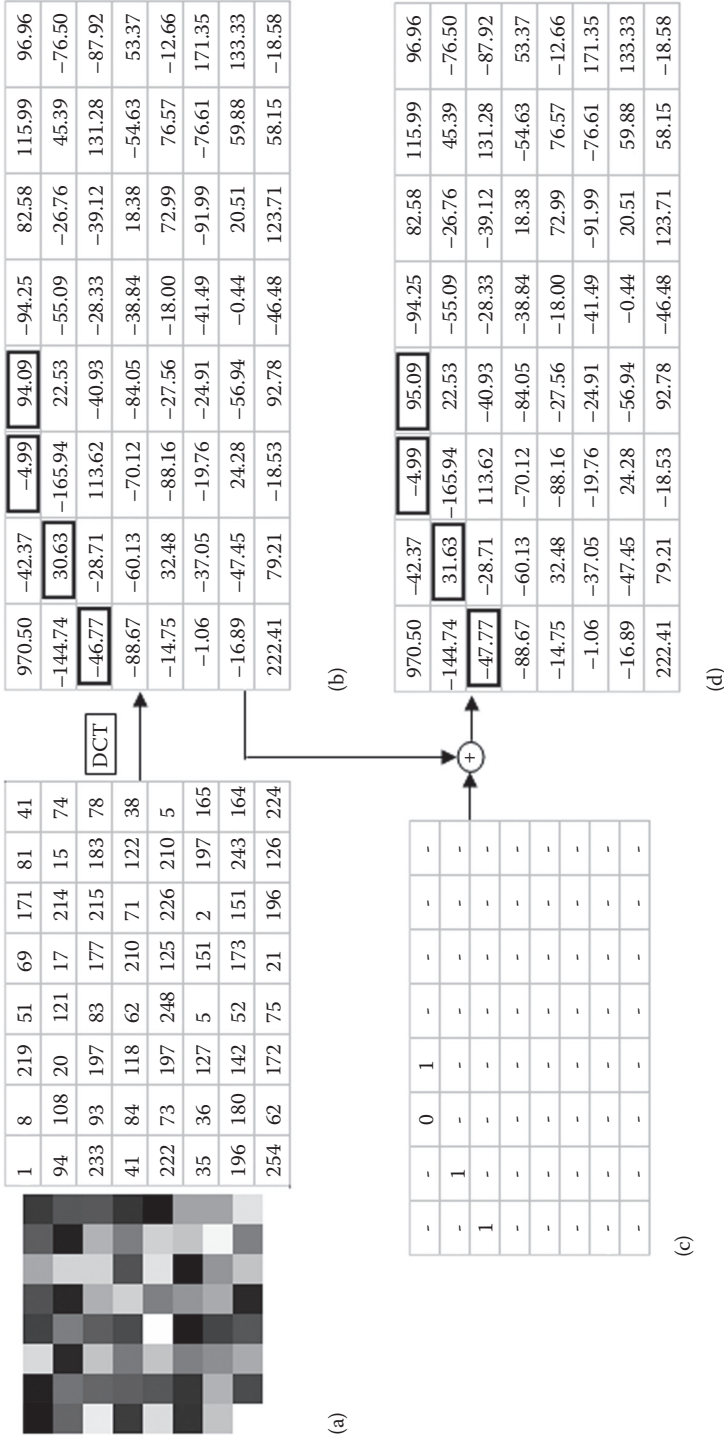 1 8 219 51 69 171 81 41
94 108 20 121 17 214 15 74
233 93 197 83 177 215 183 78
41 84 118 62 210 71 122 38
222 73 197 248 125 226 210 5
35 36 127 5 151 2 197 165
196 180 142 52 173 151 243 164
254 62 172 75 21 196 126 224
(a)
DCT
970.50 −42.37 −4.99 94.09 −94.25 82.58 115.99 96.96
−144.74 30.63 −165.94 22.53 −55.09 −26.76 45.39 −76.50
−46.77 −28.71 113.62 −40.93 −28.33 −39.12 131.28 −87.92
−88.67 −60.13 −70.12 −84.05 −38.84 18.38 −54.63 53.37
−14.75 32.48 −88.16 −27.56 −18.00 72.99 76.57 −12.66
−1.06 −37.05 −19.76 −24.91 −41.49 −91.99 −76.61 171.35
−16.89 −47.45 24.28 −56.94 −0.44 20.51 59.88 133.33
222.41 79.21 −18.53 92.78 −46.48 123.71 58.15 −18.58
(b)
- - 0 1 - - - -
- 1 - - - - - -
1 - - - - - - -
- - - - - - - -
- - - - - - - -
- - - - - - - -
- - - - - - - -
- - - - - - - -
(c)
+
970.50 −42.37 −4.99 95.09 −94.25 82.58 115.99 96.96
−144.74 31.63 −165.94 22.53 −55.09 −26.76 45.39 −76.50
−47.77 −28.71 113.62 −40.93 −28.33 −39.12 131.28 −87.92
−88.67 −60.13 −70.12 −84.05 −38.84 18.38 −54.63 53.37
−14.75 32.48 −88.16 −27.56 −18.00 72.99 76.57 −12.66
−1.06 −37.05 −19.76 −24.91 −41.49 −91.99 −76.61 171.35
−16.89 −47.45 24.28 −56.94 −0.44 20.51 59.88 133.33
222.41 79.21 −18.53 92.78 −46.48 123.71 58.15 −18.58
(d)